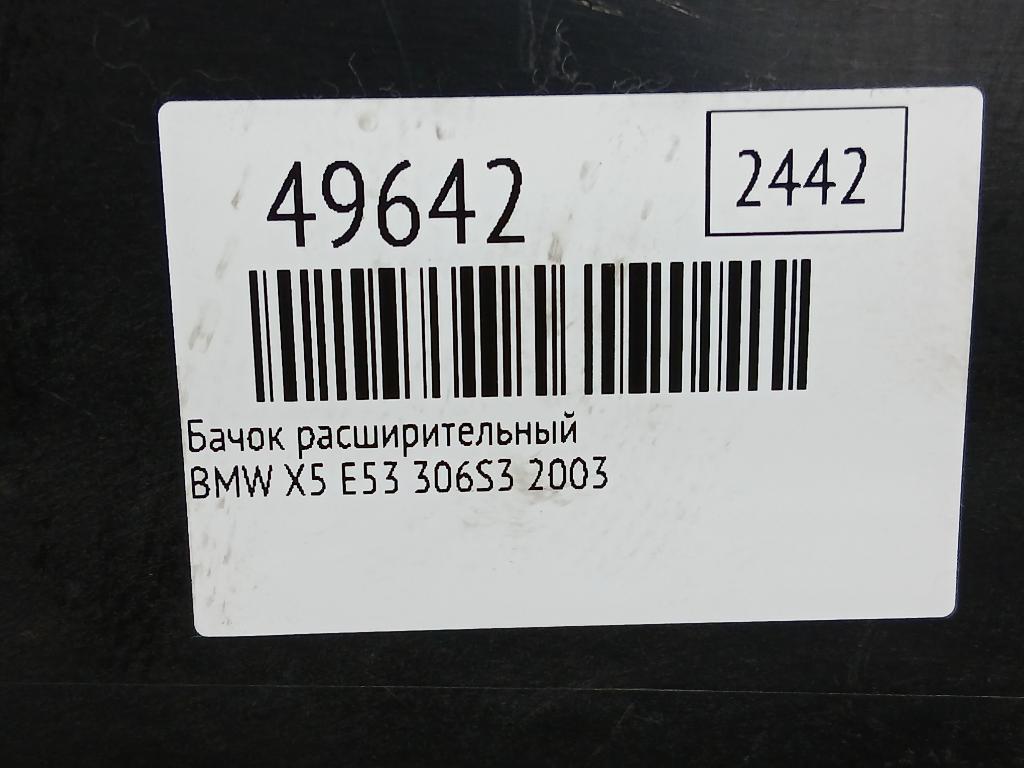 49642
2442
Бачок расширительный
BMW X5 E53 306S3 2003